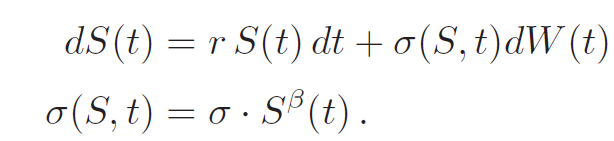 dS(t) = r S(t) dt + σ(S, t)dW(t)
σ(S, t) = σ · S^β(t) .